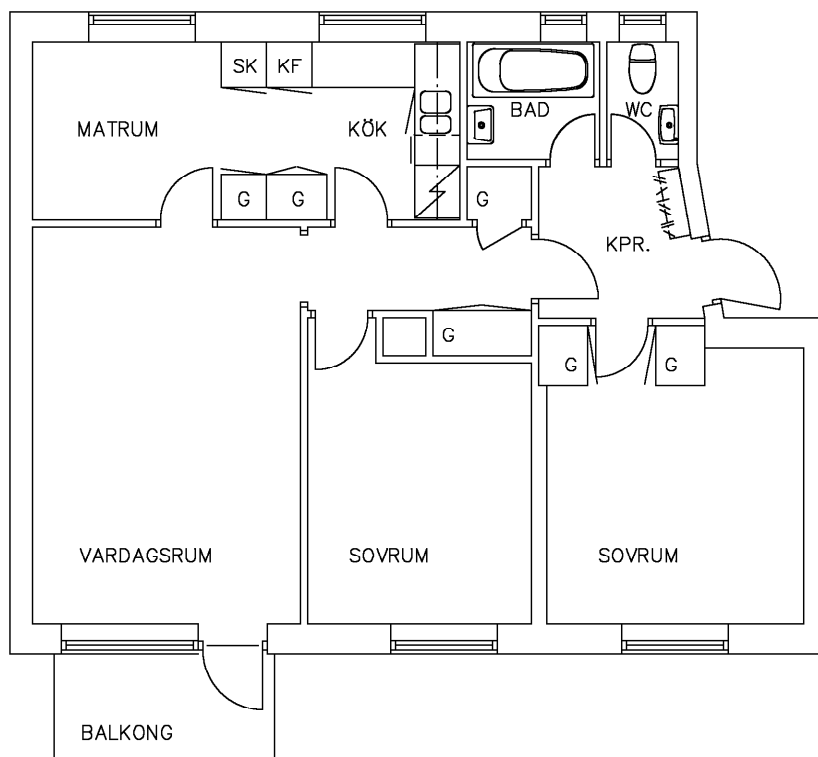 SK KF
BAD
WC
MATRUM
KÖK
G G
G
KPR.
G
G
G
VARDAGSRUM
SOVRUM
SOVRUM
BALKONG